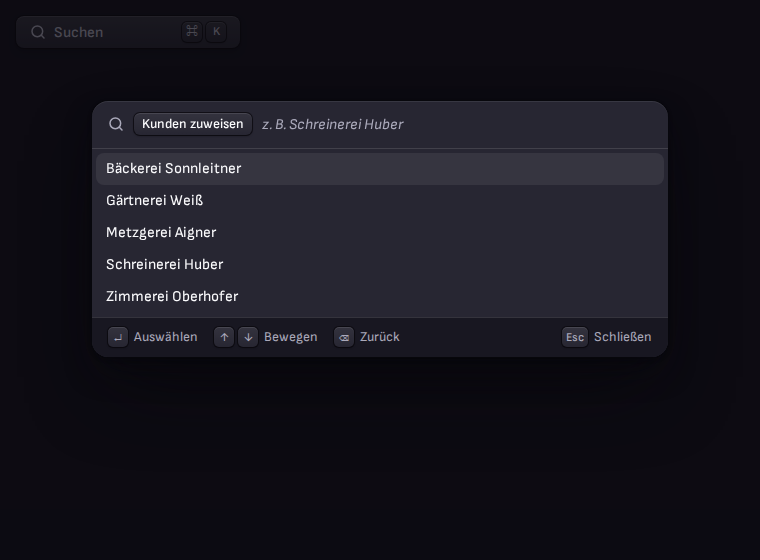 Suchen ⌘ K
Kunden zuweisen z. B. Schreinerei Huber
Bäckerei Sonnleitner
Gärtnerei Weiß
Metzgerei Aigner
Schreinerei Huber
Zimmerei Oberhofer
↵ Auswählen ↑ ↓ Bewegen ⌫ Zurück Esc Schließen